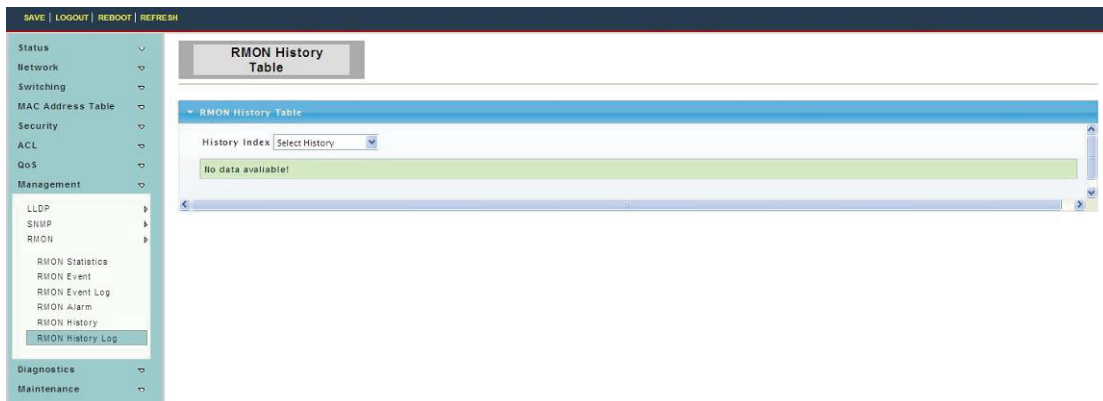 SAVE | LOGOUT | REBOOT | REFRESH
Status
Network
Switching
MAC Address Table
Security
ACL
QoS
Management
LLDP
SNMP
RMON
RMON Statistics
RMON Event
RMON Event Log
RMON Alarm
RMON History
RMON History Log
Diagnostics
Maintenance
RMON History
Table
RMON History Table
History Index Select History
No data avaliable!